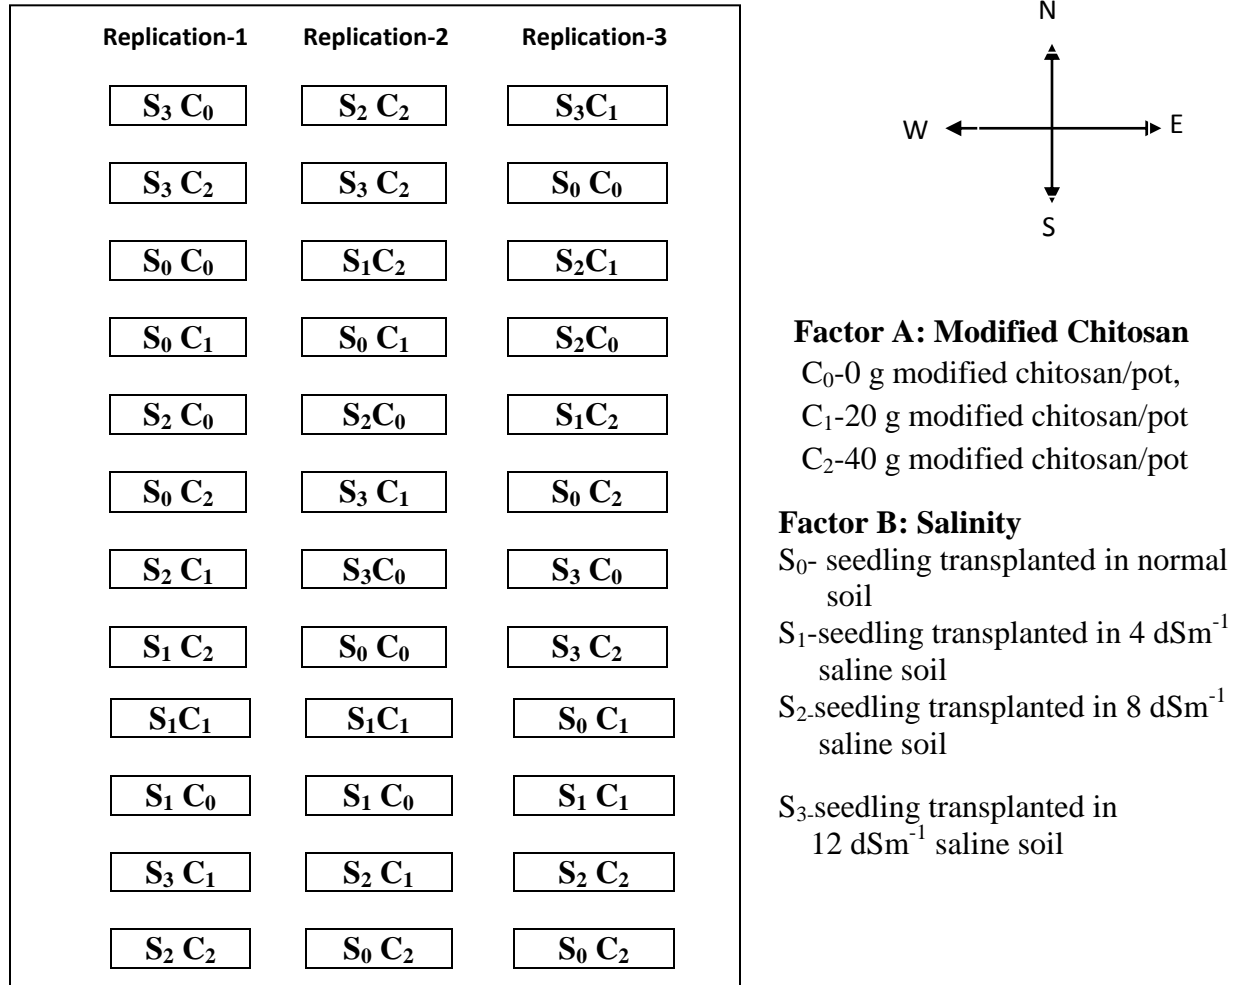 Replication-1 Replication-2 Replication-3
S₃ C₀ S₂ C₂ S₃C₁
S₃ C₂ S₃ C₂ S₀ C₀
S₀ C₀ S₁C₂ S₂C₁
S₀ C₁ S₀ C₁ S₂C₀
S₂ C₀ S₂C₀ S₁C₂
S₀ C₂ S₃ C₁ S₀ C₂
S₂ C₁ S₃C₀ S₃ C₀
S₁ C₂ S₀ C₀ S₃ C₂
S₁C₁ S₁C₁ S₀ C₁
S₁ C₀ S₁ C₀ S₁ C₁
S₃ C₁ S₂ C₁ S₂ C₂
S₂ C₂ S₀ C₂ S₀ C₂
N
W E
S
Factor A: Modified Chitosan
C₀-0 g modified chitosan/pot,
C₁-20 g modified chitosan/pot
C₂-40 g modified chitosan/pot
Factor B: Salinity
S₀- seedling transplanted in normal
soil
S₁-seedling transplanted in 4 dSm⁻¹
saline soil
S₂-seedling transplanted in 8 dSm⁻¹
saline soil
S₃-seedling transplanted in
12 dSm⁻¹ saline soil